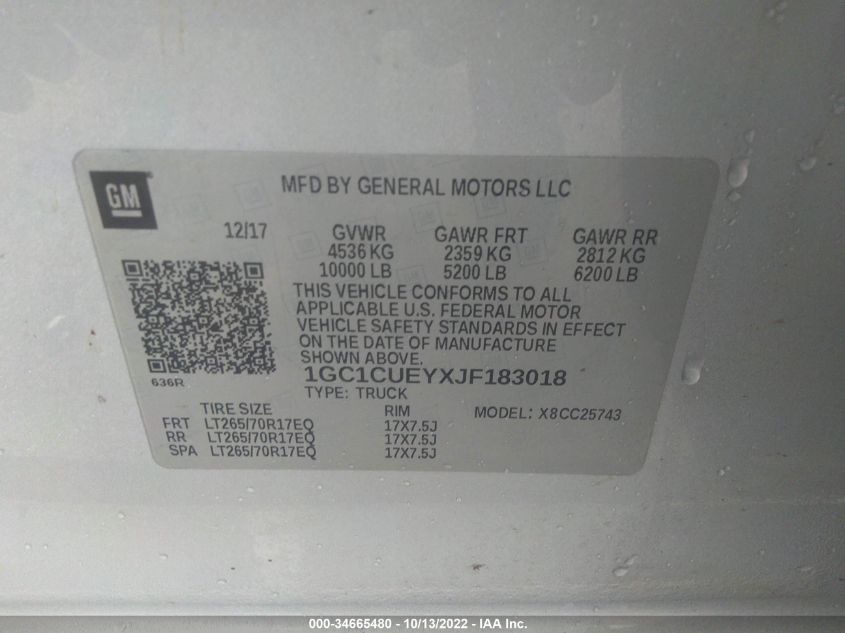 GM
MFD BY GENERAL MOTORS LLC
12/17 GVWR GAWR FRT GAWR RR
4536 KG 2359 KG 2812 KG
10000 LB 5200 LB 6200 LB
THIS VEHICLE CONFORMS TO ALL
APPLICABLE U.S. FEDERAL MOTOR
VEHICLE SAFETY STANDARDS IN EFFECT
ON THE DATE OF MANUFACTURE
SHOWN ABOVE.
636R
1GC1CUEYXJF183018
TYPE: TRUCK
TIRE SIZE RIM MODEL: X8CC25743
FRT LT265/70R17EQ 17X7.5J
RR LT265/70R17EQ 17X7.5J
SPA LT265/70R17EQ 17X7.5J
000-34665480 - 10/13/2022 - IAA Inc.